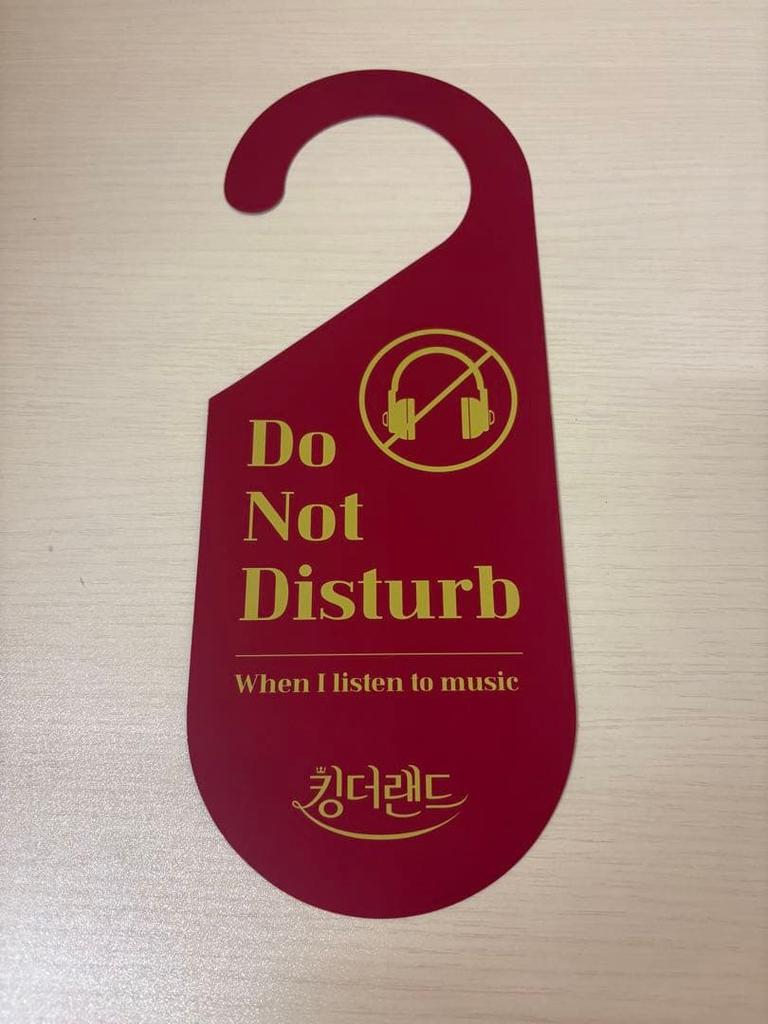 Do
Not
Disturb
When I listen to music
킹더랜드